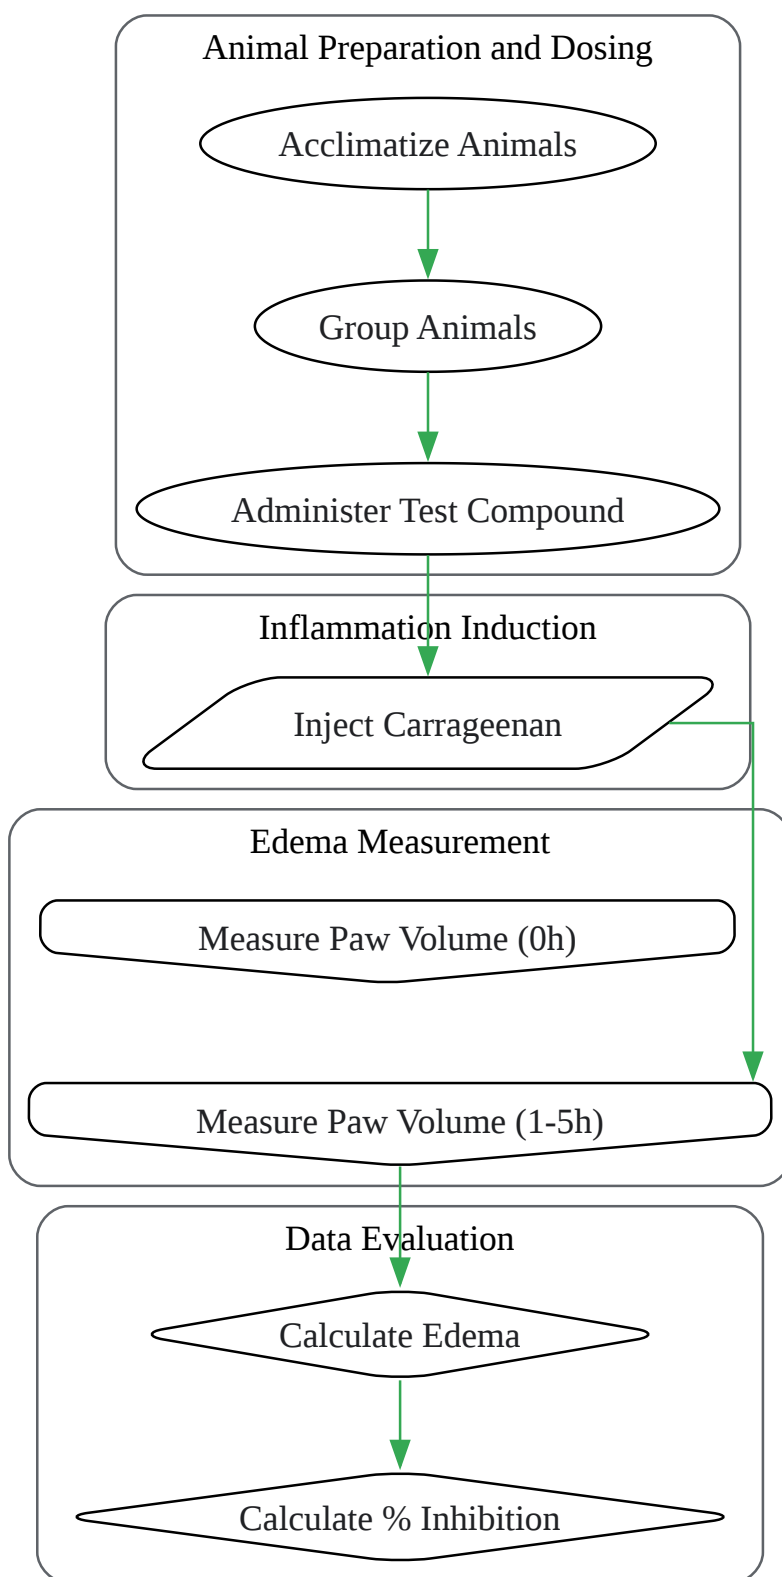 Animal Preparation and Dosing
Acclimatize Animals
Group Animals
Administer Test Compound
Inflammation Induction
Inject Carrageenan
Edema Measurement
Measure Paw Volume (0h)
Measure Paw Volume (1-5h)
Data Evaluation
Calculate Edema
Calculate % Inhibition